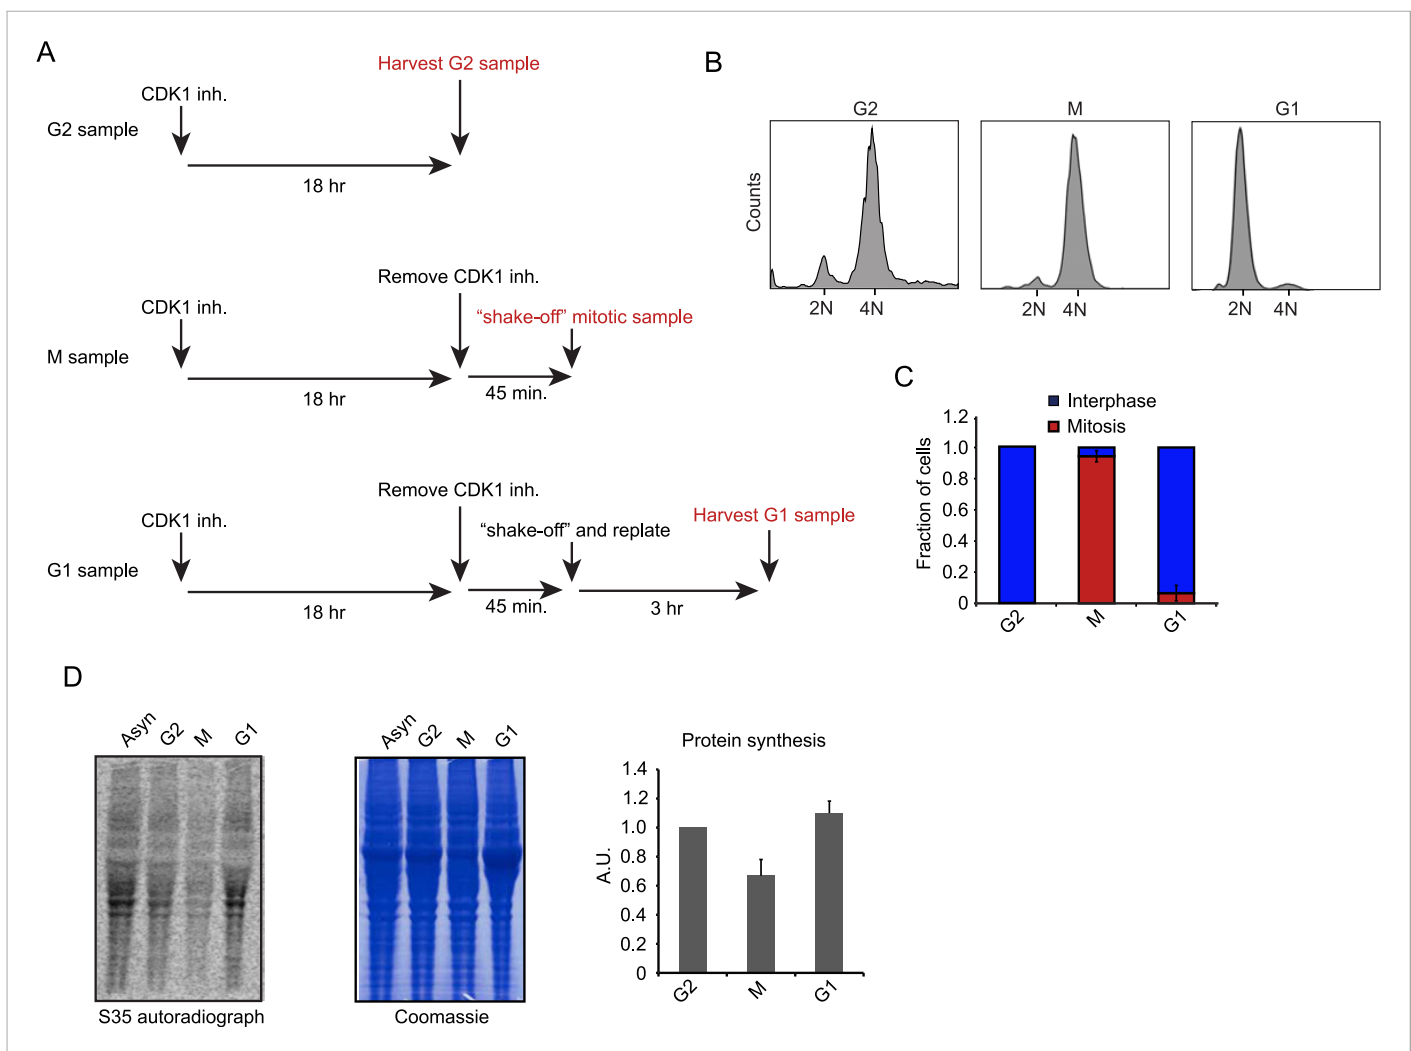 A
Harvest G2 sample
CDK1 inh.
G2 sample
18 hr
Remove CDK1 inh.
CDK1 inh.
“shake-off” mitotic sample
M sample
18 hr
45 min.
Remove CDK1 inh.
CDK1 inh.
“shake-off” and replate
Harvest G1 sample
G1 sample
18 hr
45 min.
3 hr
B
G2
M
G1
Counts
2N
4N
2N
4N
2N
4N
C
Interphase
Mitosis
Fraction of cells
1.2
1.0
0.8
0.6
0.4
0.2
0
G2
M
G1
D
Asyn
G2
M
G1
S35 autoradiograph
Asyn
G2
M
G1
Coomassie
Protein synthesis
A.U.
1.4
1.2
1.0
0.8
0.6
0.4
0.2
0
G2
M
G1